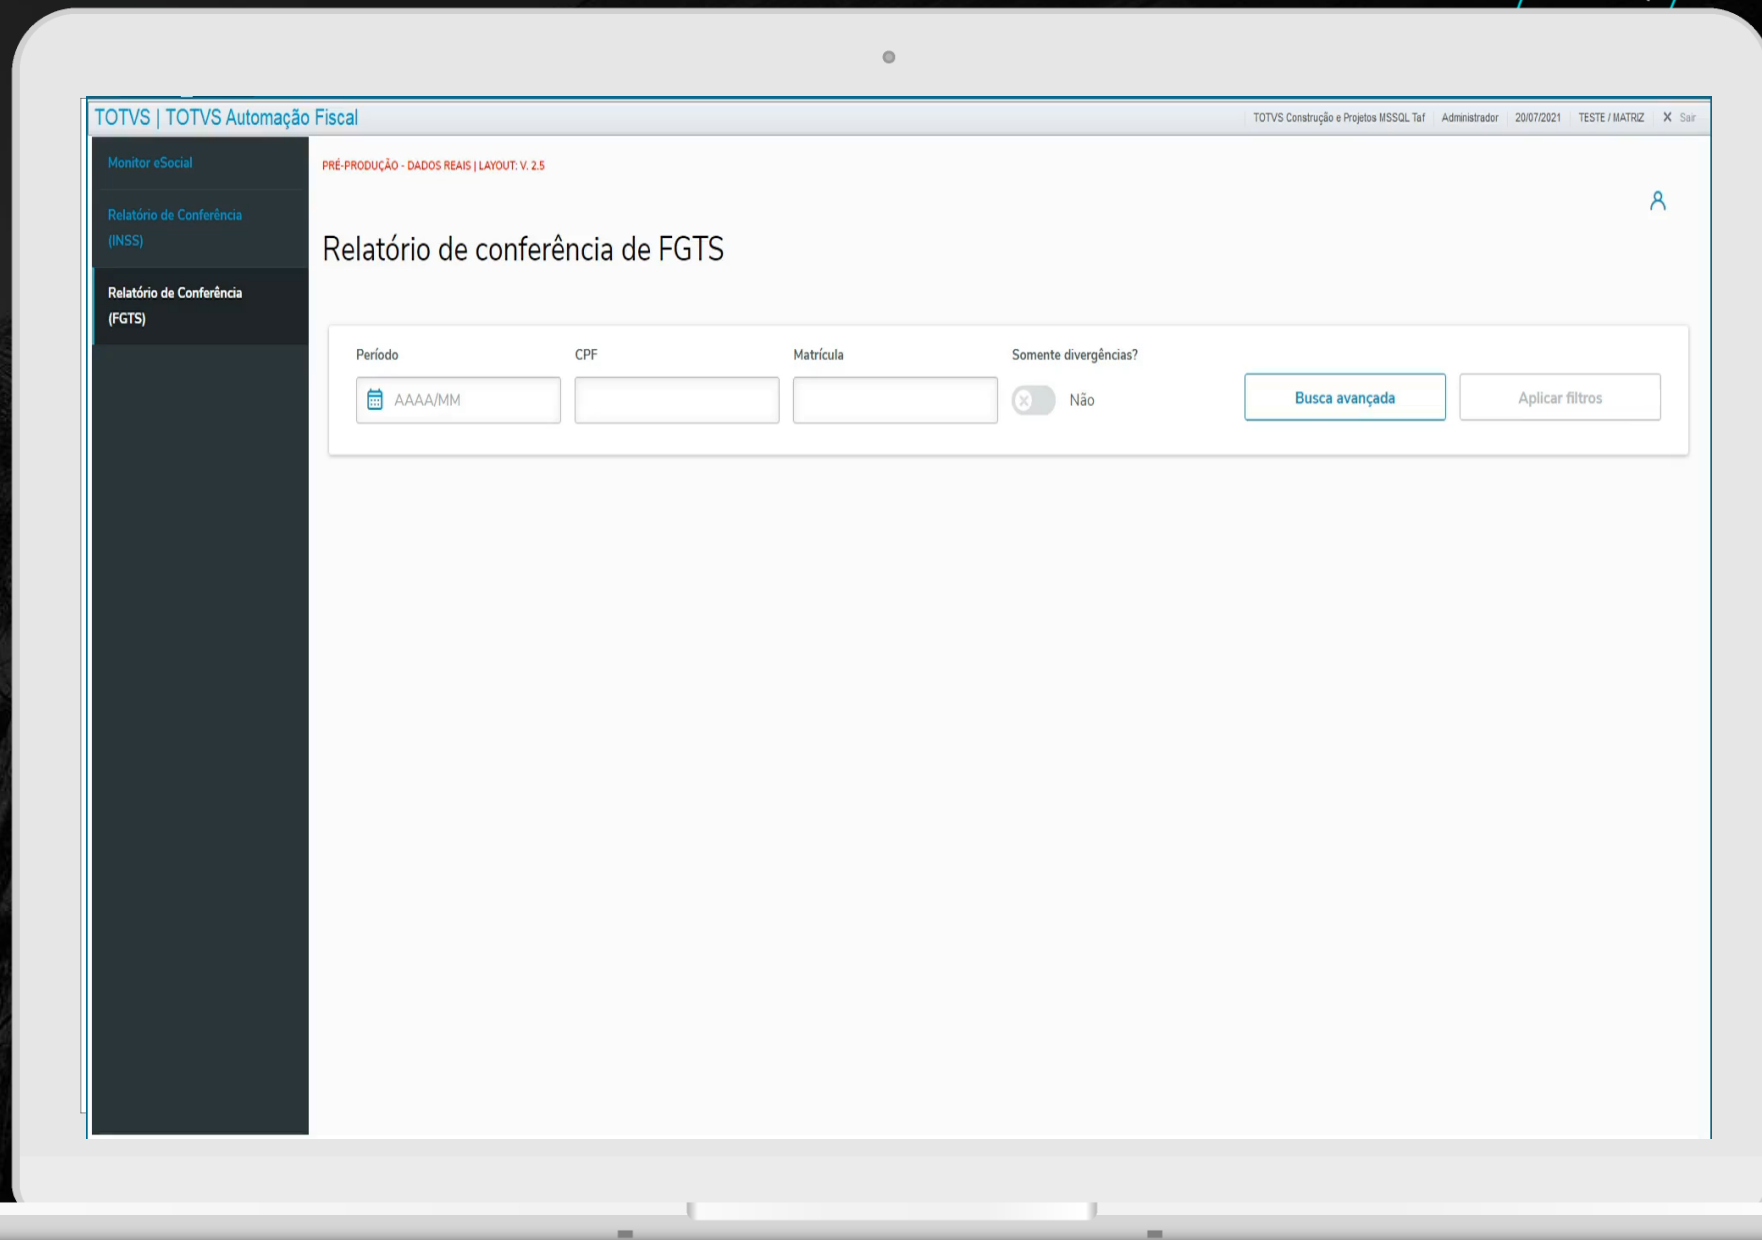 TOTVS | TOTVS Automação Fiscal
TOTVS Construção e Projetos MSSQL Taf Administrador 20/07/2021 TESTE / MATRIZ X Sair
Monitor eSocial
Relatório de Conferência
(INSS)
Relatório de Conferência
(FGTS)
PRÉ-PRODUÇÃO - DADOS REAIS | LAYOUT: V. 2.5
Relatório de conferência de FGTS
Período CPF Matrícula Somente divergências?
AAAA/MM Não Busca avançada Aplicar filtros